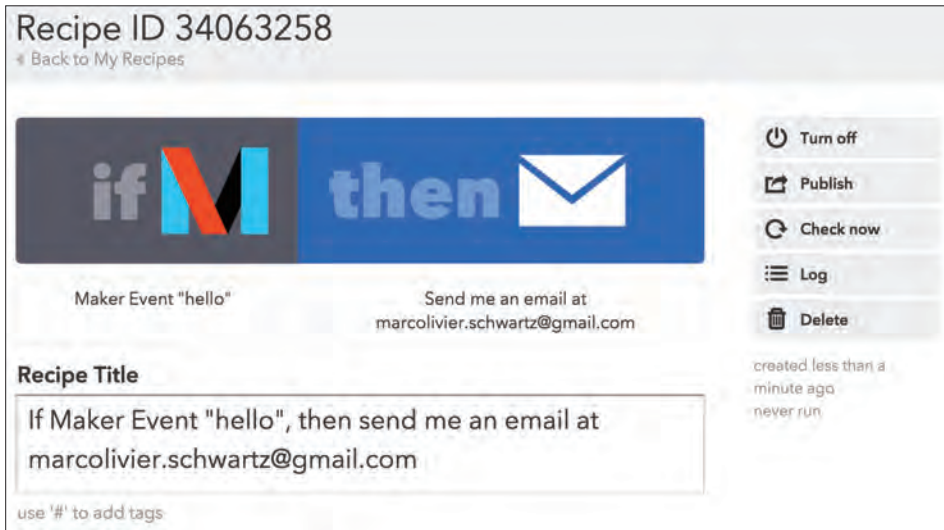 Recipe ID 34063258
Back to My Recipes
if M then
Maker Event "hello"
Send me an email at
marcolivier.schwartz@gmail.com
Turn off
Publish
Check now
Log
Delete
created less than a
minute ago
never run
Recipe Title
If Maker Event "hello", then send me an email at
marcolivier.schwartz@gmail.com
use '#' to add tags